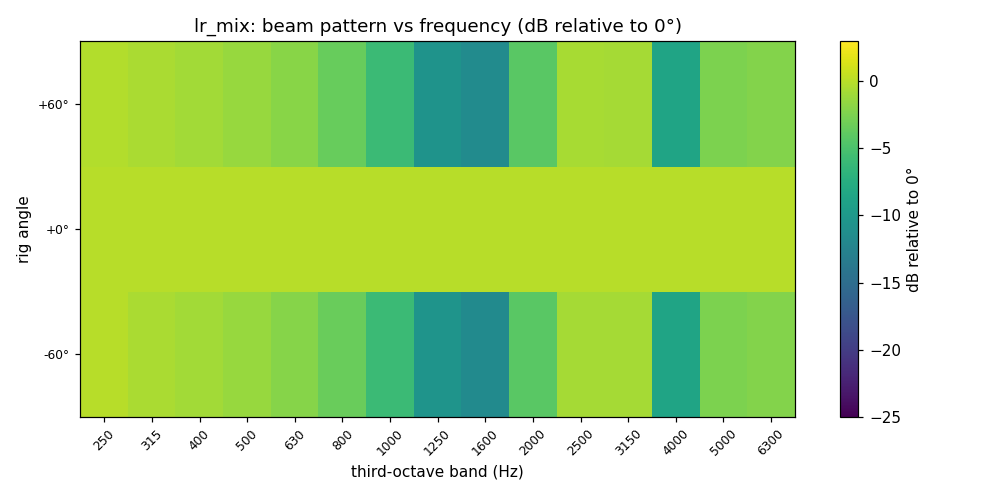 lr_mix: beam pattern vs frequency (dB relative to 0°)
+60°
+0°
-60°
rig angle
250 315 400 500 630 800 1000 1250 1600 2000 2500 3150 4000 5000 6300
third-octave band (Hz)
0
−5
−10
−15
−20
−25
dB relative to 0°